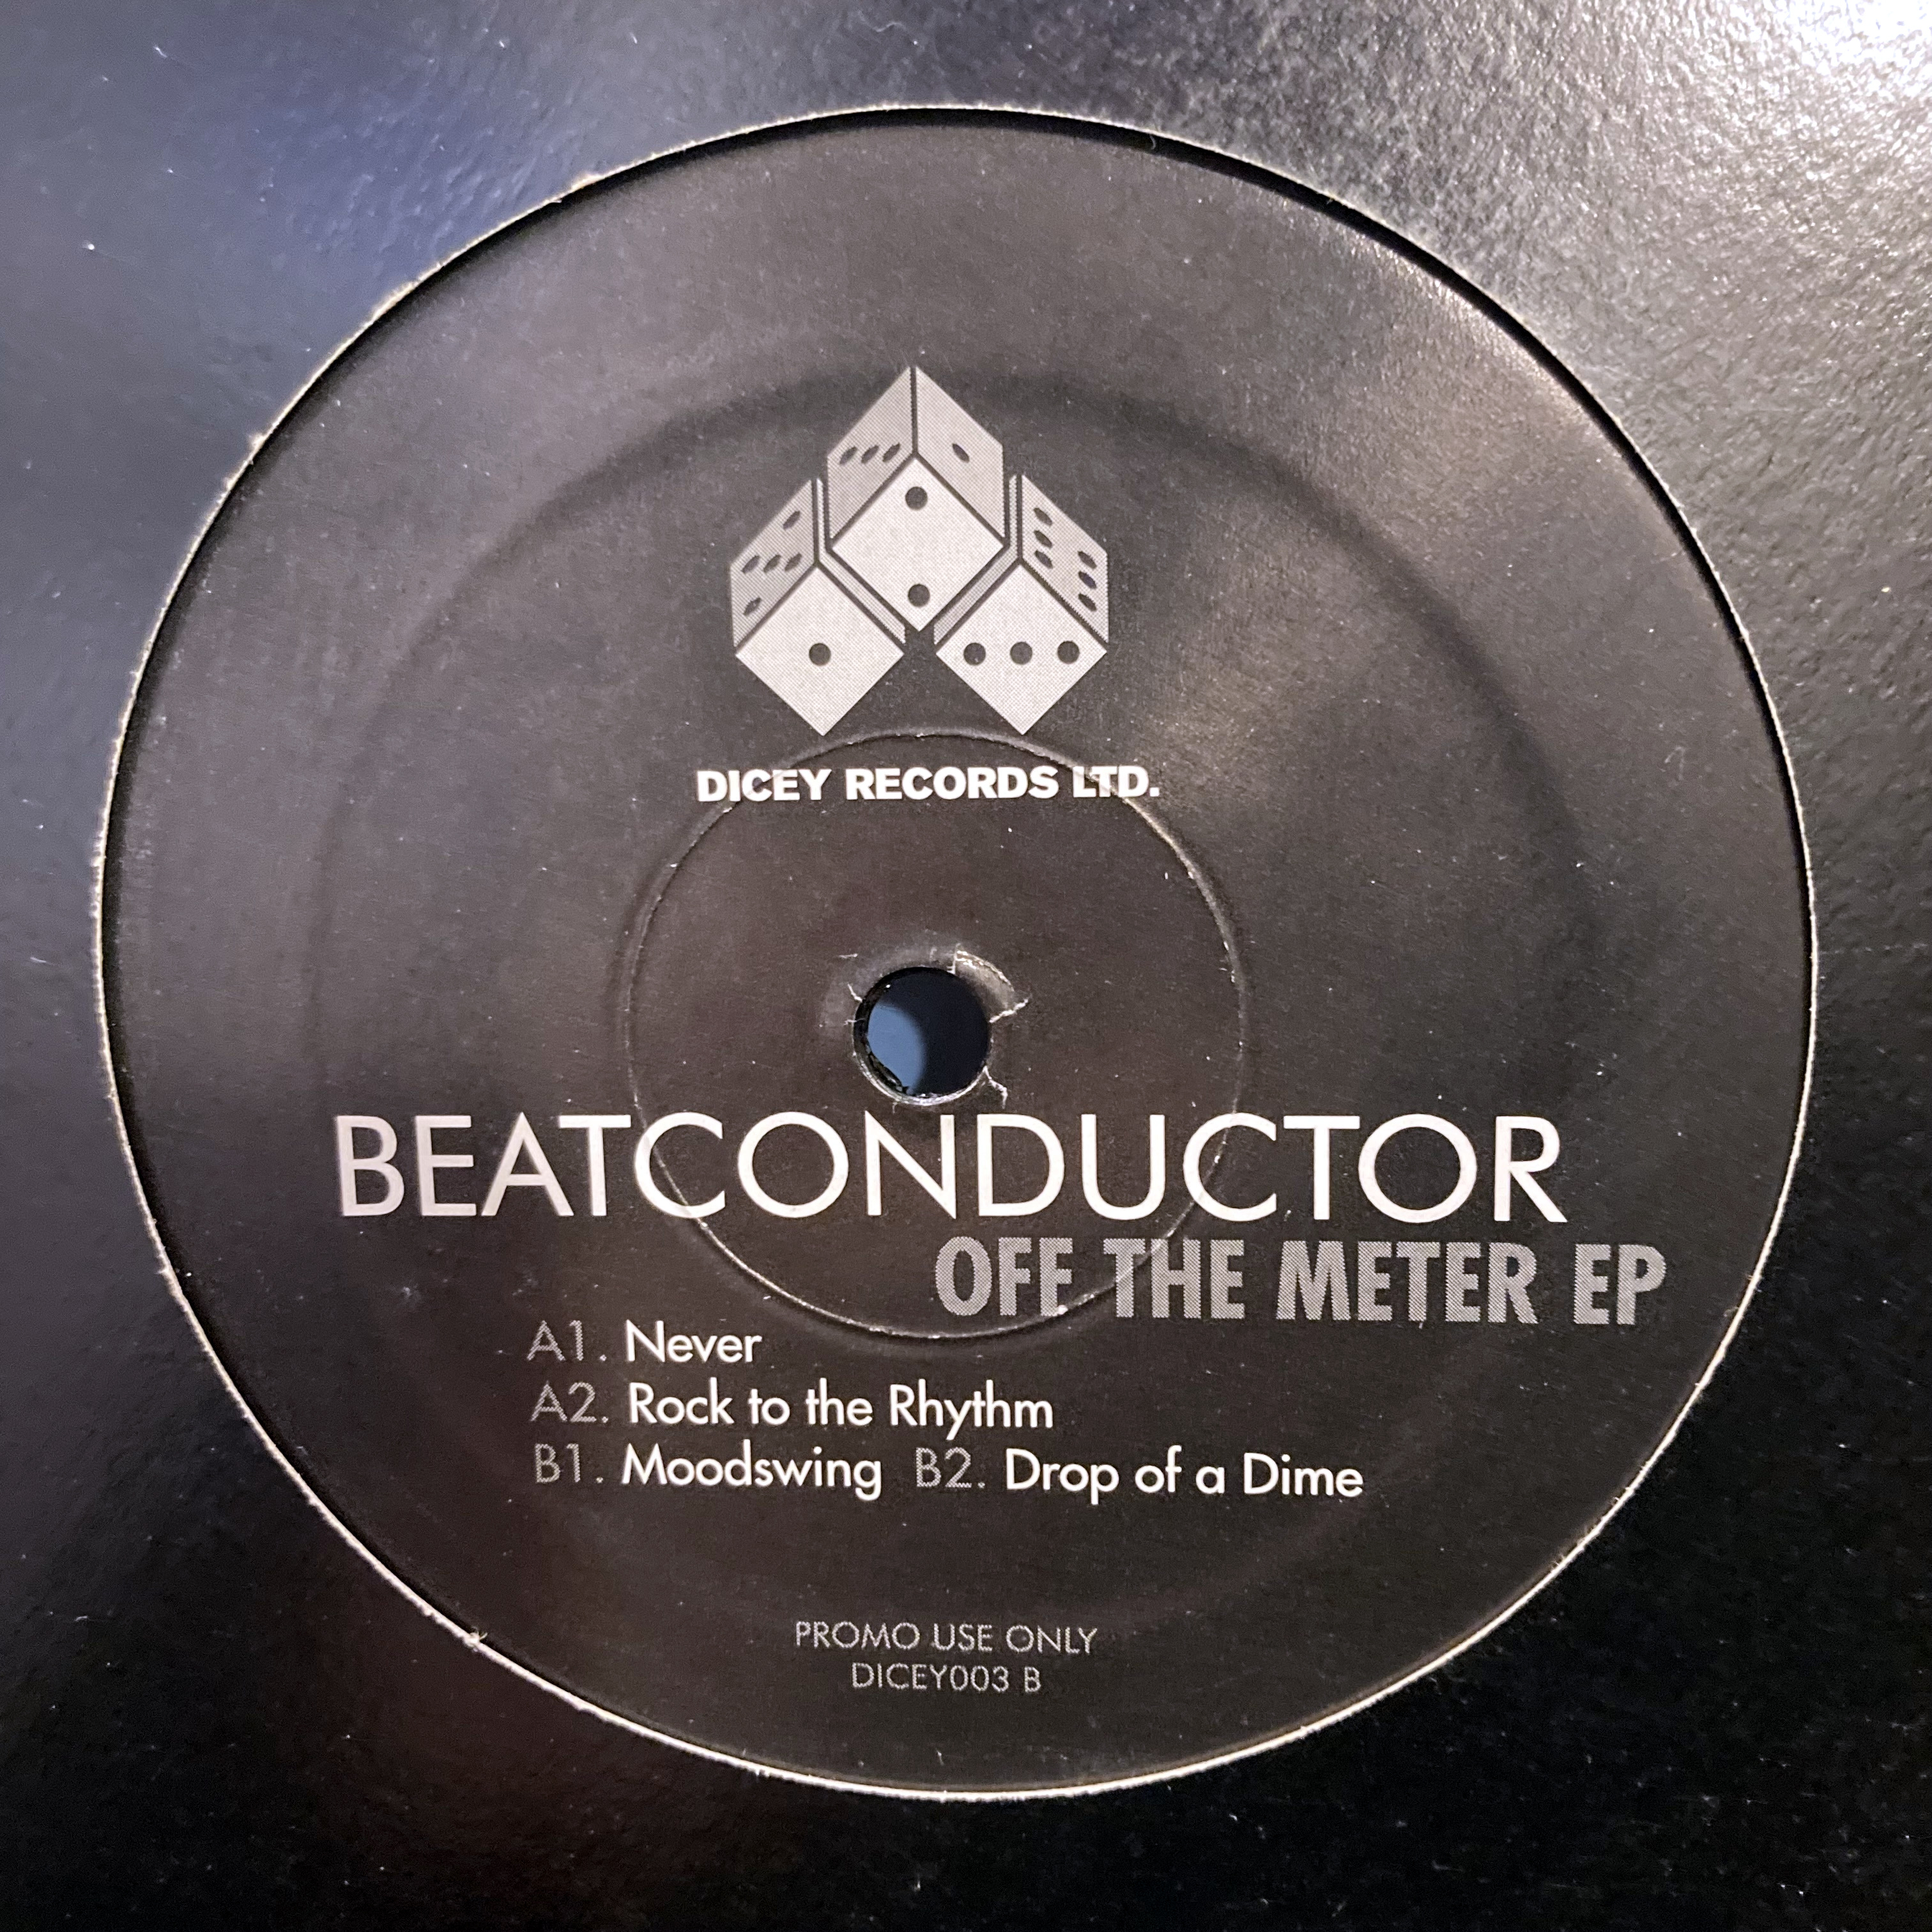 DICEY RECORDS LTD.
BEATCONDUCTOR
OFF THE METER EP
A1. Never
A2. Rock to the Rhythm
B1. Moodswing B2. Drop of a Dime
PROMO USE ONLY
DICEY003 B